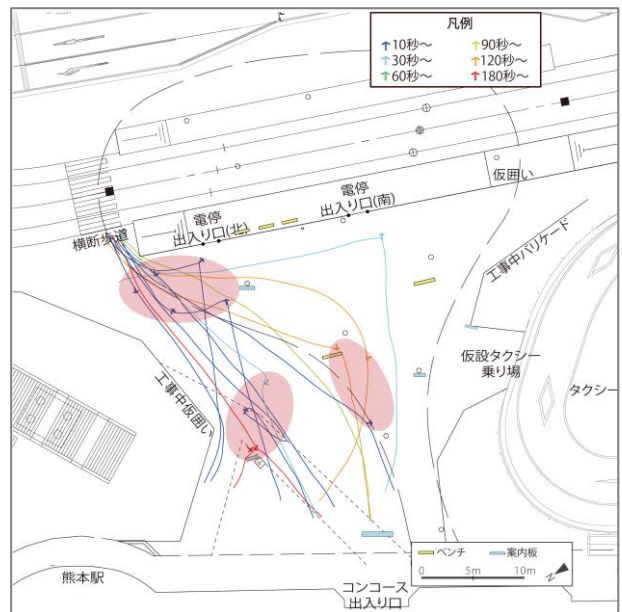 凡例
10秒～
90秒～
30秒～
120秒～
60秒～
180秒～
仮囲い
電停
出入り口(南)
電停
出入り口(北)
横断歩道
工事中バリケード
仮設タクシー
乗り場
タクシー
工事中仮囲い
ベンチ
案内板
0
5m
10m
N
熊本駅
コンコース
出入り口